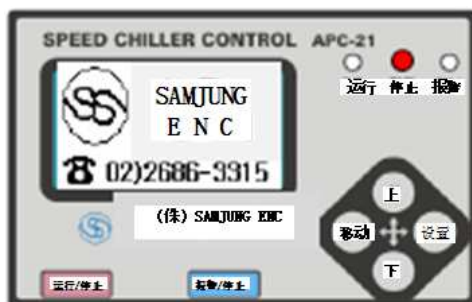 SPEED CHILLER CONTROL APC-21
运行 停止 报警
SAMJUNG
E N C
☎ 02)2686-3315
(侏) SAMJUNG ENC
上
移动 设置
下
运行/停止 报警/停止